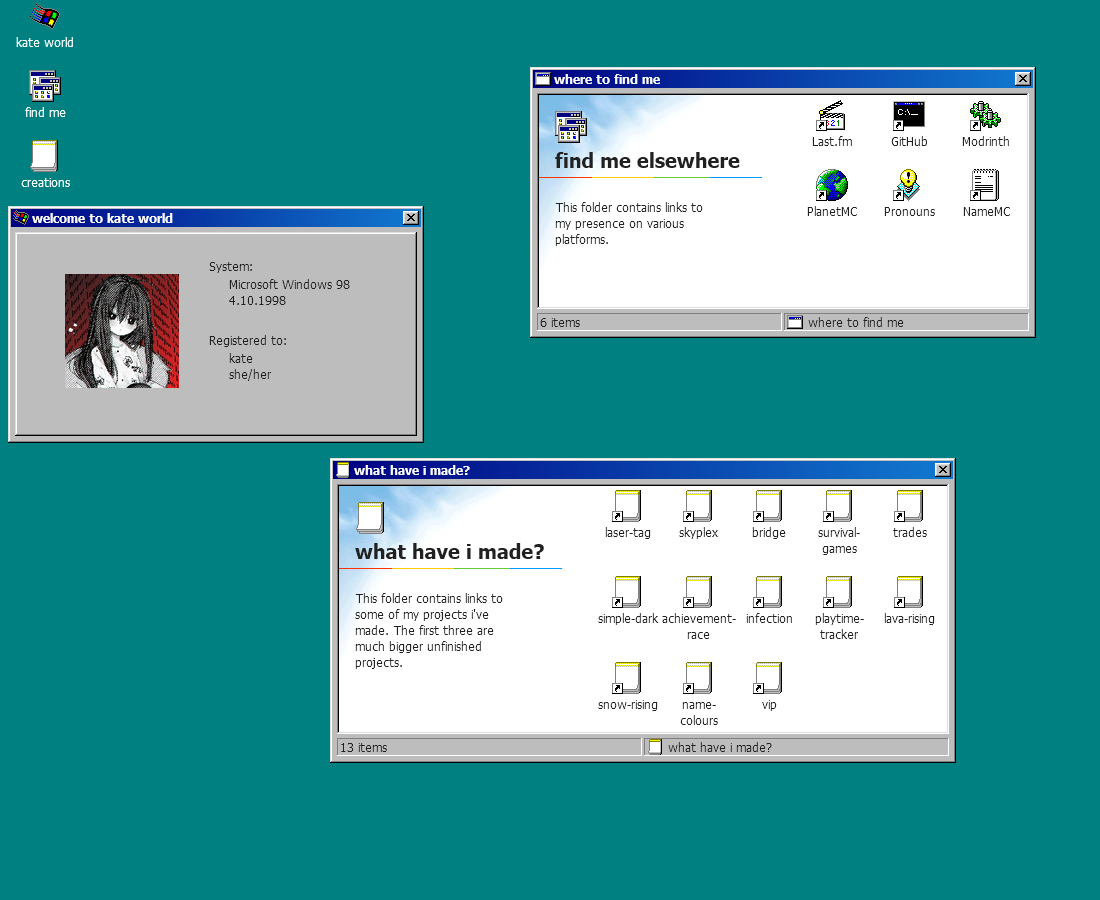 kate world
find me
creations
welcome to kate world
System:
Microsoft Windows 98
4.10.1998
Registered to:
kate
she/her
where to find me
find me elsewhere
This folder contains links to
my presence on various
platforms.
Last.fm
GitHub
Modrinth
PlanetMC
Pronouns
NameMC
6 items
where to find me
what have i made?
what have i made?
This folder contains links to
some of my projects i've
made. The first three are
much bigger unfinished
projects.
laser-tag
skyplex
bridge
survival-
games
trades
simple-dark
achievement-
race
infection
playtime-
tracker
lava-rising
snow-rising
name-
colours
vip
13 items
what have i made?